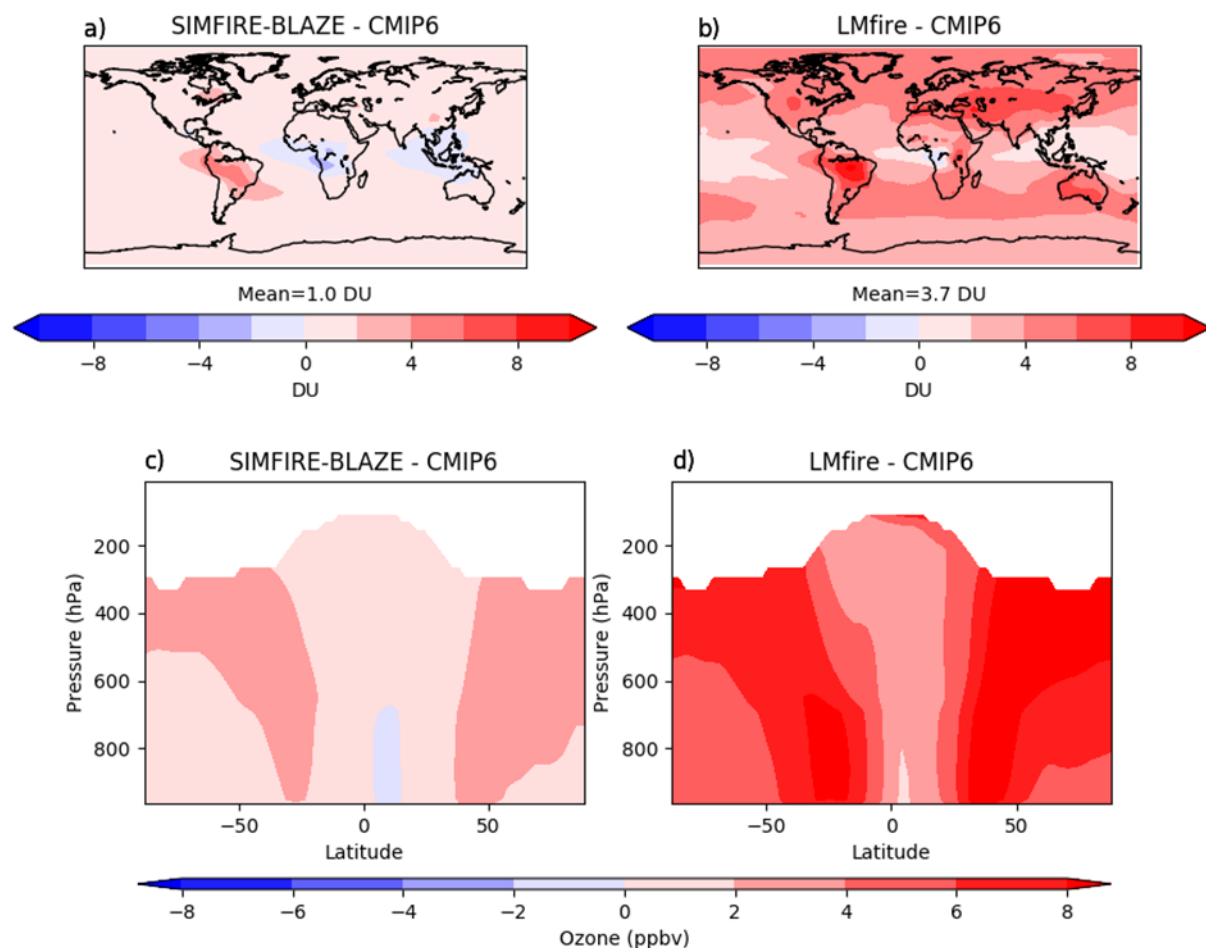 a) SIMFIRE-BLAZE - CMIP6
b) LMfire - CMIP6
Mean=1.0 DU
−8 −4 0 4 8
DU
Mean=3.7 DU
−8 −4 0 4 8
DU
c) SIMFIRE-BLAZE - CMIP6
Pressure (hPa)
200
400
600
800
−50 0 50
Latitude
d) LMfire - CMIP6
Pressure (hPa)
200
400
600
800
−50 0 50
Latitude
−8 −6 −4 −2 0 2 4 6 8
Ozone (ppbv)